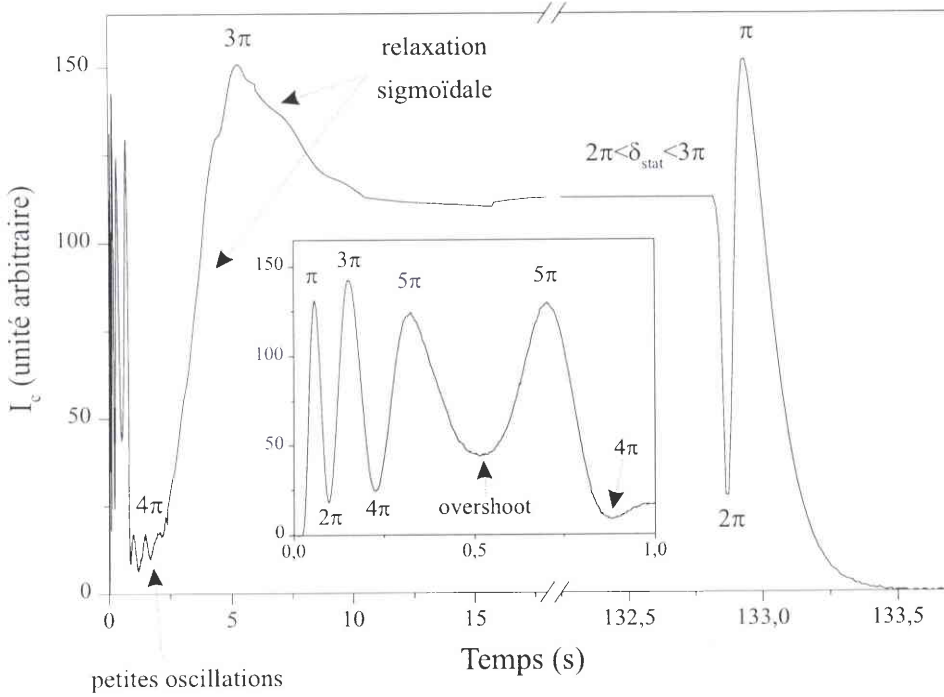 π
3π
relaxation
sigmoïdale
150
2π<δstat<3π
100
I_c (unité arbitraire)
50
0
4π
150
π
3π
5π
5π
100
50
4π
2π
4π
overshoot
0
0,0
0,5
1,0
2π
0
5
10
15
132,5
133,0
133,5
Temps (s)
petites oscillations